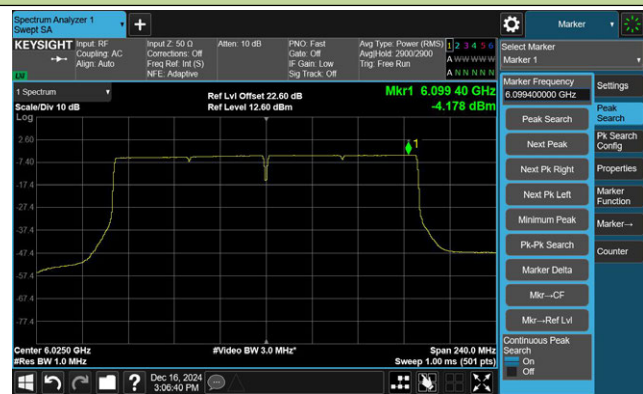 Spectrum Analyzer 1
Swept SA
Marker
KEYSIGHT
Input: RF
Coupling: AC
Align: Auto
Input Z: 50 Ω
Corrections: Off
Freq Ref: Int (S)
NFE: Adaptive
Atten: 10 dB
PNO: Fast
Gate: Off
IF Gain: Low
Sig Track: Off
Avg Type: Power (RMS)
Avg|Hold: 2900/2900
Trig: Free Run
1 2 3 4 5 6
A W W W W W
A N N N N N
LXI
Select Marker
Marker 1
1 Spectrum
Scale/Div 10 dB
Log
Ref Lvl Offset 22.60 dB
Ref Level 12.60 dBm
Mkr1 6.099 40 GHz
-4.178 dBm
1
2.60
-7.40
-17.4
-27.4
-37.4
-47.4
-57.4
-67.4
-77.4
Center 6.0250 GHz
#Res BW 1.0 MHz
#Video BW 3.0 MHz*
Span 240.0 MHz
Sweep 1.00 ms (501 pts)
Marker Frequency
6.099400000 GHz
Peak Search
Next Peak
Next Pk Right
Next Pk Left
Minimum Peak
Pk-Pk Search
Marker Delta
Mkr→CF
Mkr→Ref Lvl
Continuous Peak
Search
On
Off
Settings
Peak
Search
Pk Search
Config
Properties
Marker
Function
Marker→
Counter
Dec 16, 2024
3:06:40 PM